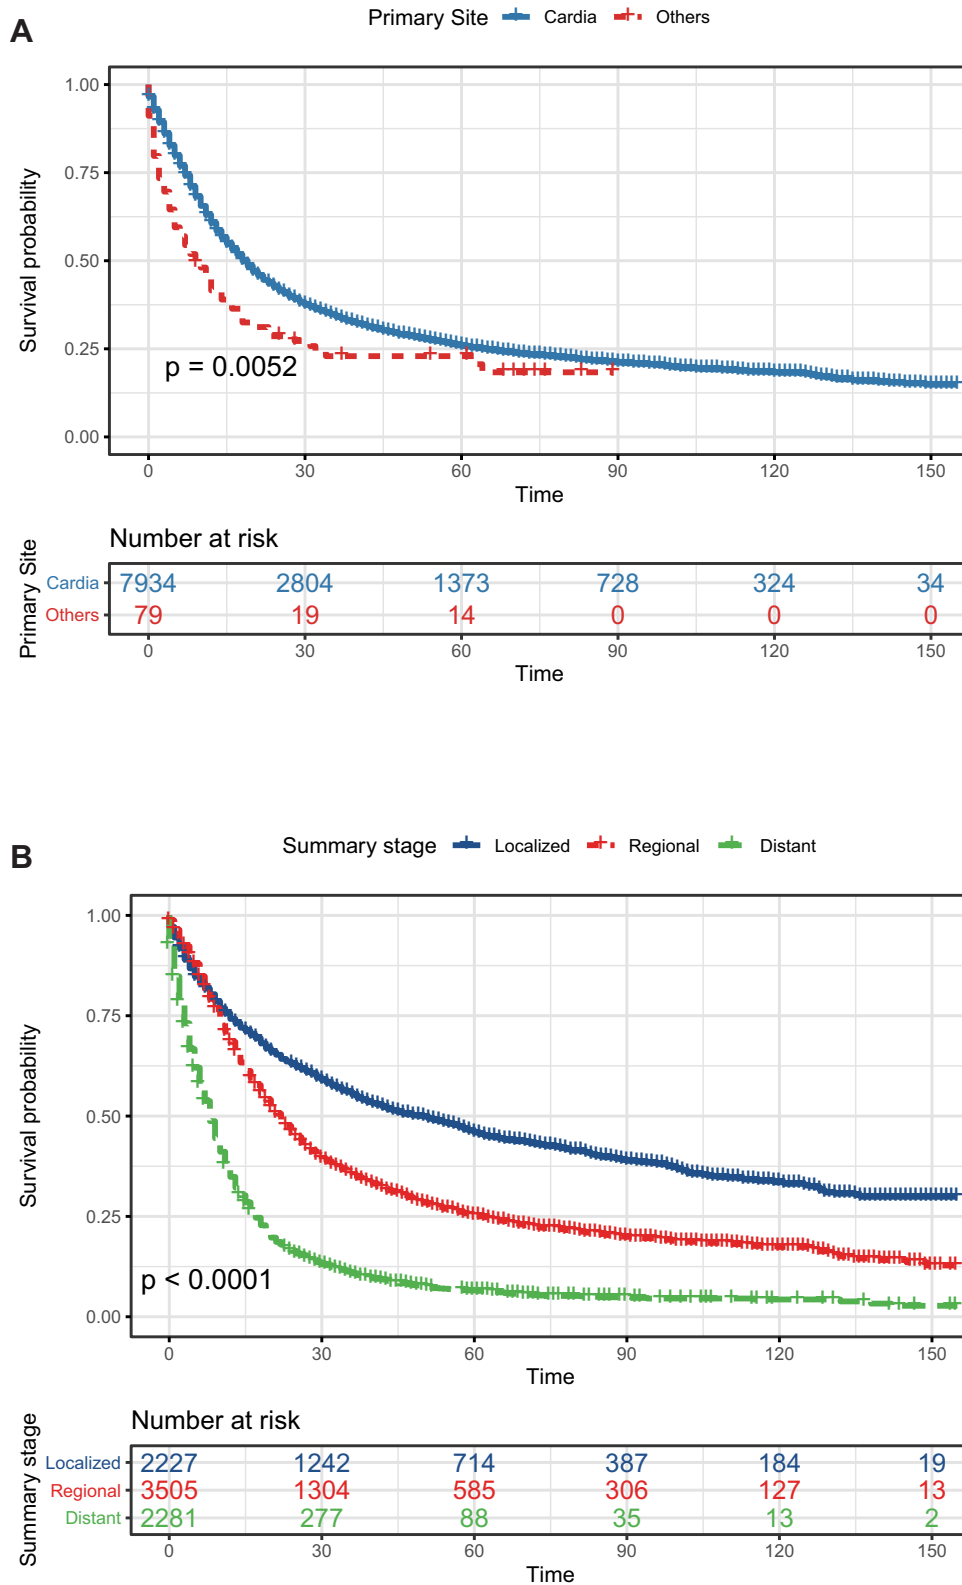 A
Primary Site Cardia Others
1.00
0.75
0.50
0.25
0.00
Survival probability
p = 0.0052
0 30 60 90 120 150
Time
Number at risk
Primary Site
Cardia 7934 2804 1373 728 324 34
Others 79 19 14 0 0 0
0 30 60 90 120 150
Time
B
Summary stage Localized Regional Distant
1.00
0.75
0.50
0.25
0.00
Survival probability
p < 0.0001
0 30 60 90 120 150
Time
Number at risk
Summary stage
Localized 2227 1242 714 387 184 19
Regional 3505 1304 585 306 127 13
Distant 2281 277 88 35 13 2
0 30 60 90 120 150
Time